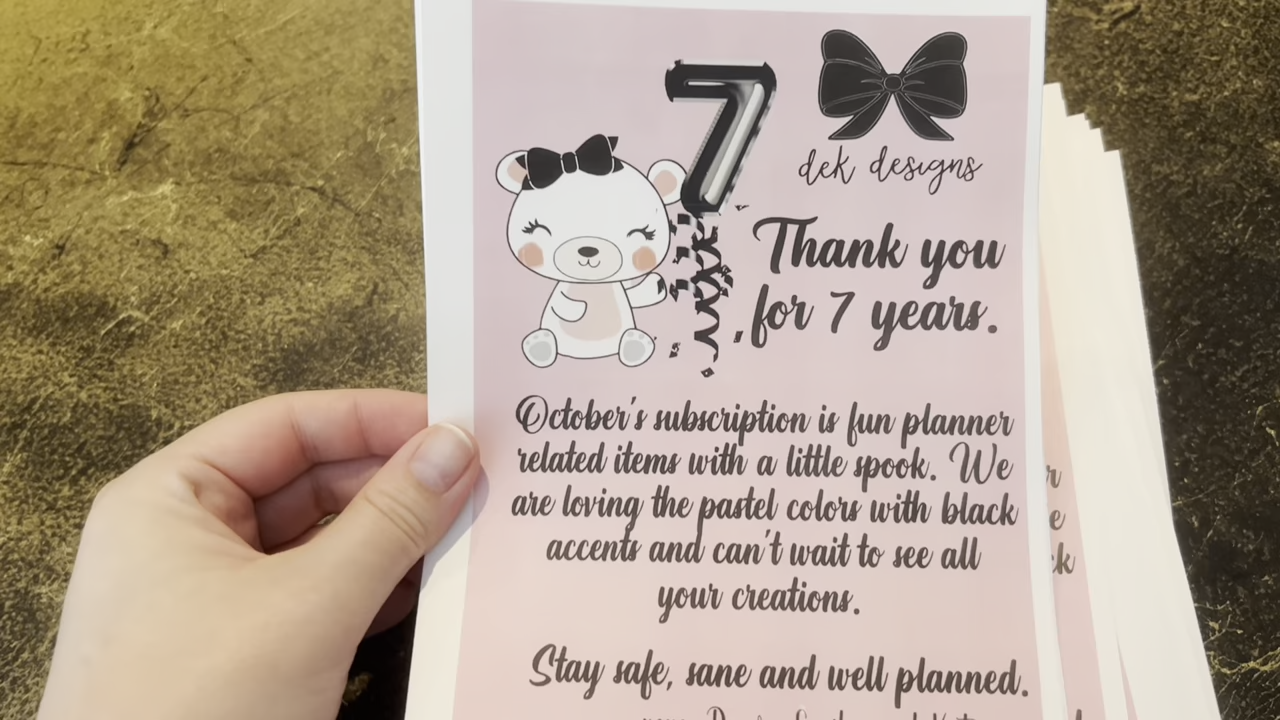 7
dek designs
Thank you
for 7 years.
October's subscription is fun planner
related items with a little spook. We
are loving the pastel colors with black
accents and can't wait to see all
your creations.
Stay safe, sane and well planned.